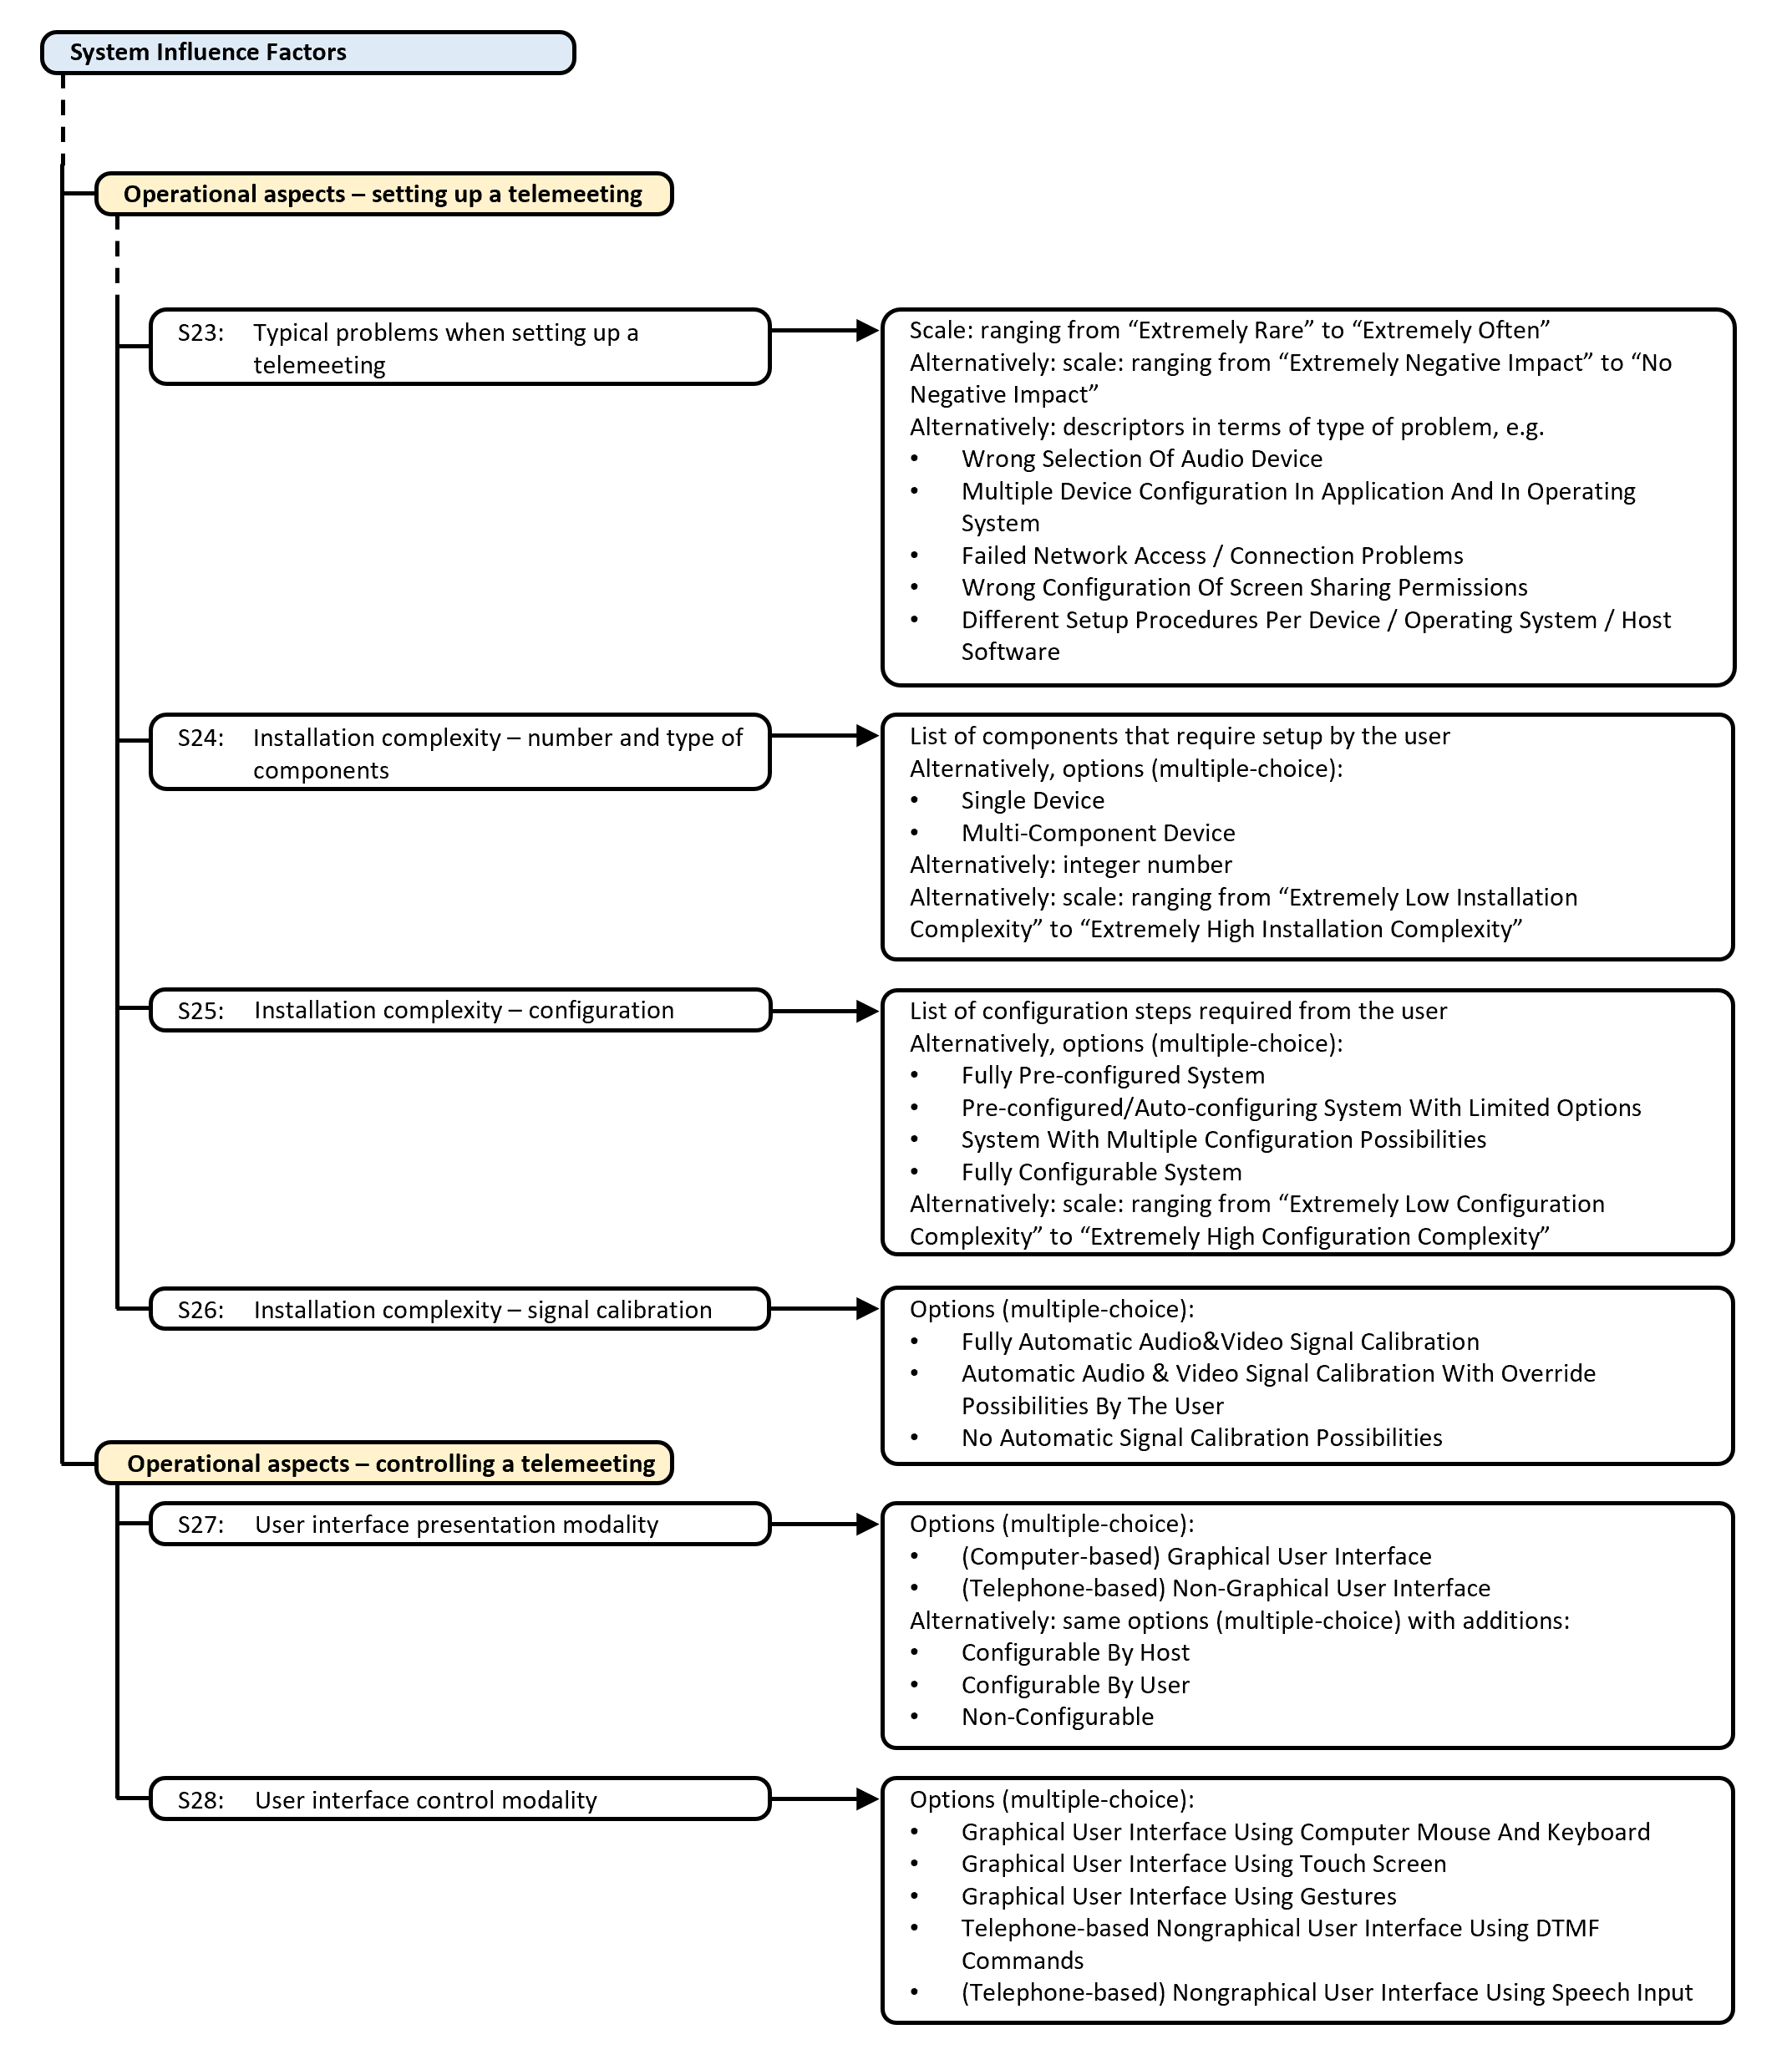 System Influence Factors
Operational aspects – setting up a telemeeting
S23: Typical problems when setting up a
telemeeting
Scale: ranging from “Extremely Rare” to “Extremely Often”
Alternatively: scale: ranging from “Extremely Negative Impact” to “No
Negative Impact”
Alternatively: descriptors in terms of type of problem, e.g.
• Wrong Selection Of Audio Device
• Multiple Device Configuration In Application And In Operating
System
• Failed Network Access / Connection Problems
• Wrong Configuration Of Screen Sharing Permissions
• Different Setup Procedures Per Device / Operating System / Host
Software
S24: Installation complexity – number and type of
components
List of components that require setup by the user
Alternatively, options (multiple-choice):
• Single Device
• Multi-Component Device
Alternatively: integer number
Alternatively: scale: ranging from “Extremely Low Installation
Complexity” to “Extremely High Installation Complexity”
S25: Installation complexity – configuration
List of configuration steps required from the user
Alternatively, options (multiple-choice):
• Fully Pre-configured System
• Pre-configured/Auto-configuring System With Limited Options
• System With Multiple Configuration Possibilities
• Fully Configurable System
Alternatively: scale: ranging from “Extremely Low Configuration
Complexity” to “Extremely High Configuration Complexity”
S26: Installation complexity – signal calibration
Options (multiple-choice):
• Fully Automatic Audio&Video Signal Calibration
• Automatic Audio & Video Signal Calibration With Override
Possibilities By The User
• No Automatic Signal Calibration Possibilities
Operational aspects – controlling a telemeeting
S27: User interface presentation modality
Options (multiple-choice):
• (Computer-based) Graphical User Interface
• (Telephone-based) Non-Graphical User Interface
Alternatively: same options (multiple-choice) with additions:
• Configurable By Host
• Configurable By User
• Non-Configurable
S28: User interface control modality
Options (multiple-choice):
• Graphical User Interface Using Computer Mouse And Keyboard
• Graphical User Interface Using Touch Screen
• Graphical User Interface Using Gestures
• Telephone-based Nongraphical User Interface Using DTMF
Commands
• (Telephone-based) Nongraphical User Interface Using Speech Input